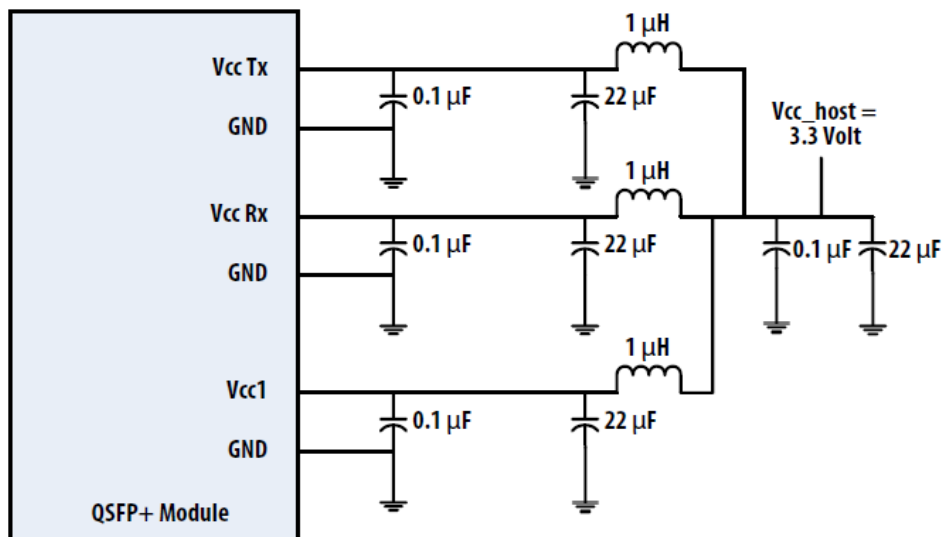 1 μH
Vcc Tx
0.1 μF
22 μF
GND
Vcc_host =
3.3 Volt
1 μH
Vcc Rx
0.1 μF
22 μF
0.1 μF
22 μF
GND
1 μH
Vcc1
0.1 μF
22 μF
GND
QSFP+ Module